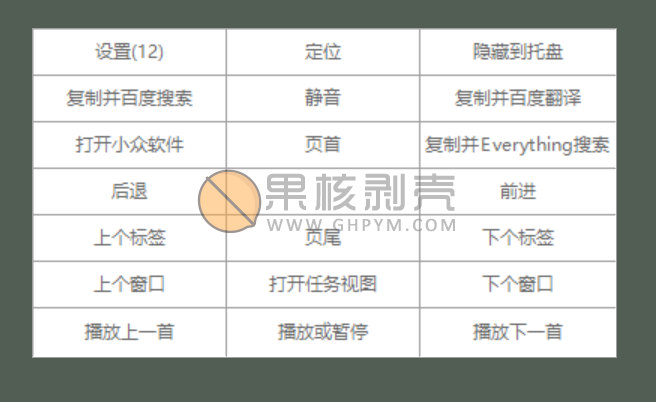 设置(12) 定位 隐藏到托盘
复制并百度搜索 静音 复制并百度翻译
打开小众软件 页首 复制并Everything搜索
后退 前进
果核剥壳
WWW.GHPYM.COM
上个标签 页尾 下个标签
上个窗口 打开任务视图 下个窗口
播放上一首 播放或暂停 播放下一首